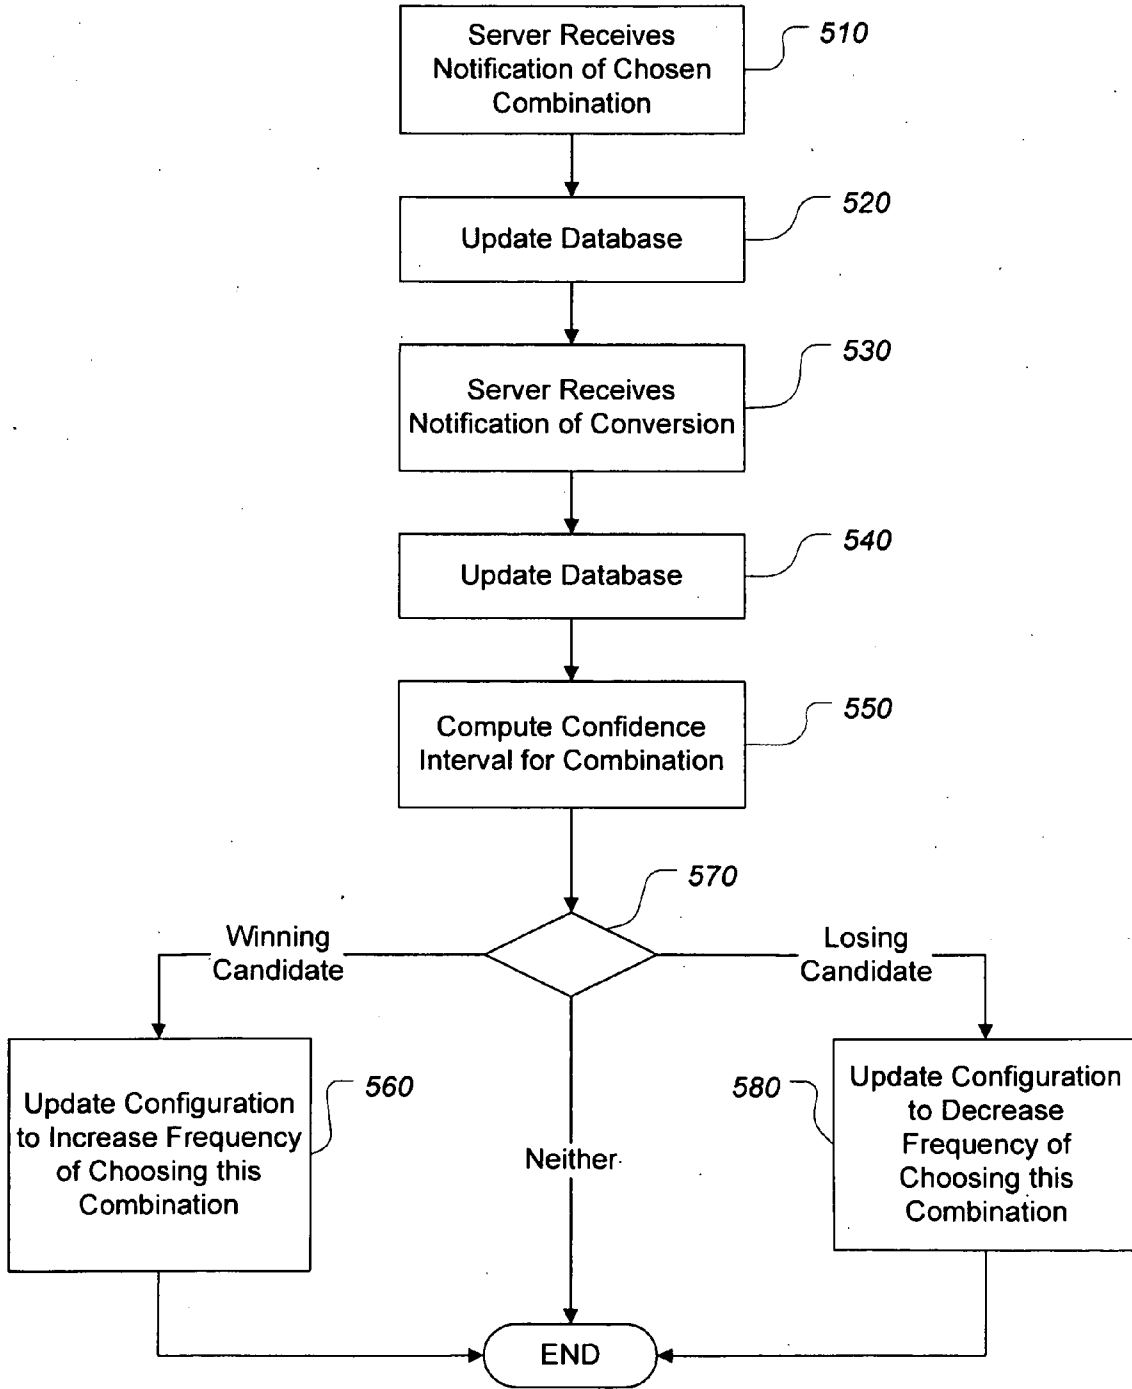 Server Receives
Notification of Chosen
Combination
510
Update Database
520
Server Receives
Notification of Conversion
530
Update Database
540
Compute Confidence
Interval for Combination
550
570
Winning
Candidate
Losing
Candidate
Update Configuration
to Increase Frequency
of Choosing this
Combination
560
Neither
580
Update Configuration
to Decrease
Frequency of
Choosing this
Combination
END